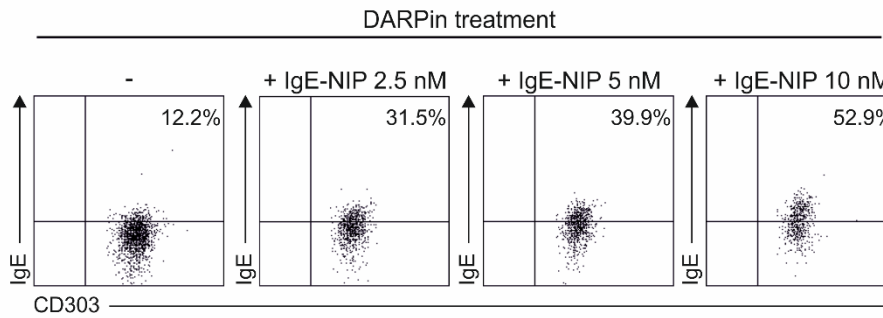 DARPin treatment
- + IgE-NIP 2.5 nM + IgE-NIP 5 nM + IgE-NIP 10 nM
12.2% 31.5% 39.9% 52.9%
IgE IgE IgE IgE
CD303